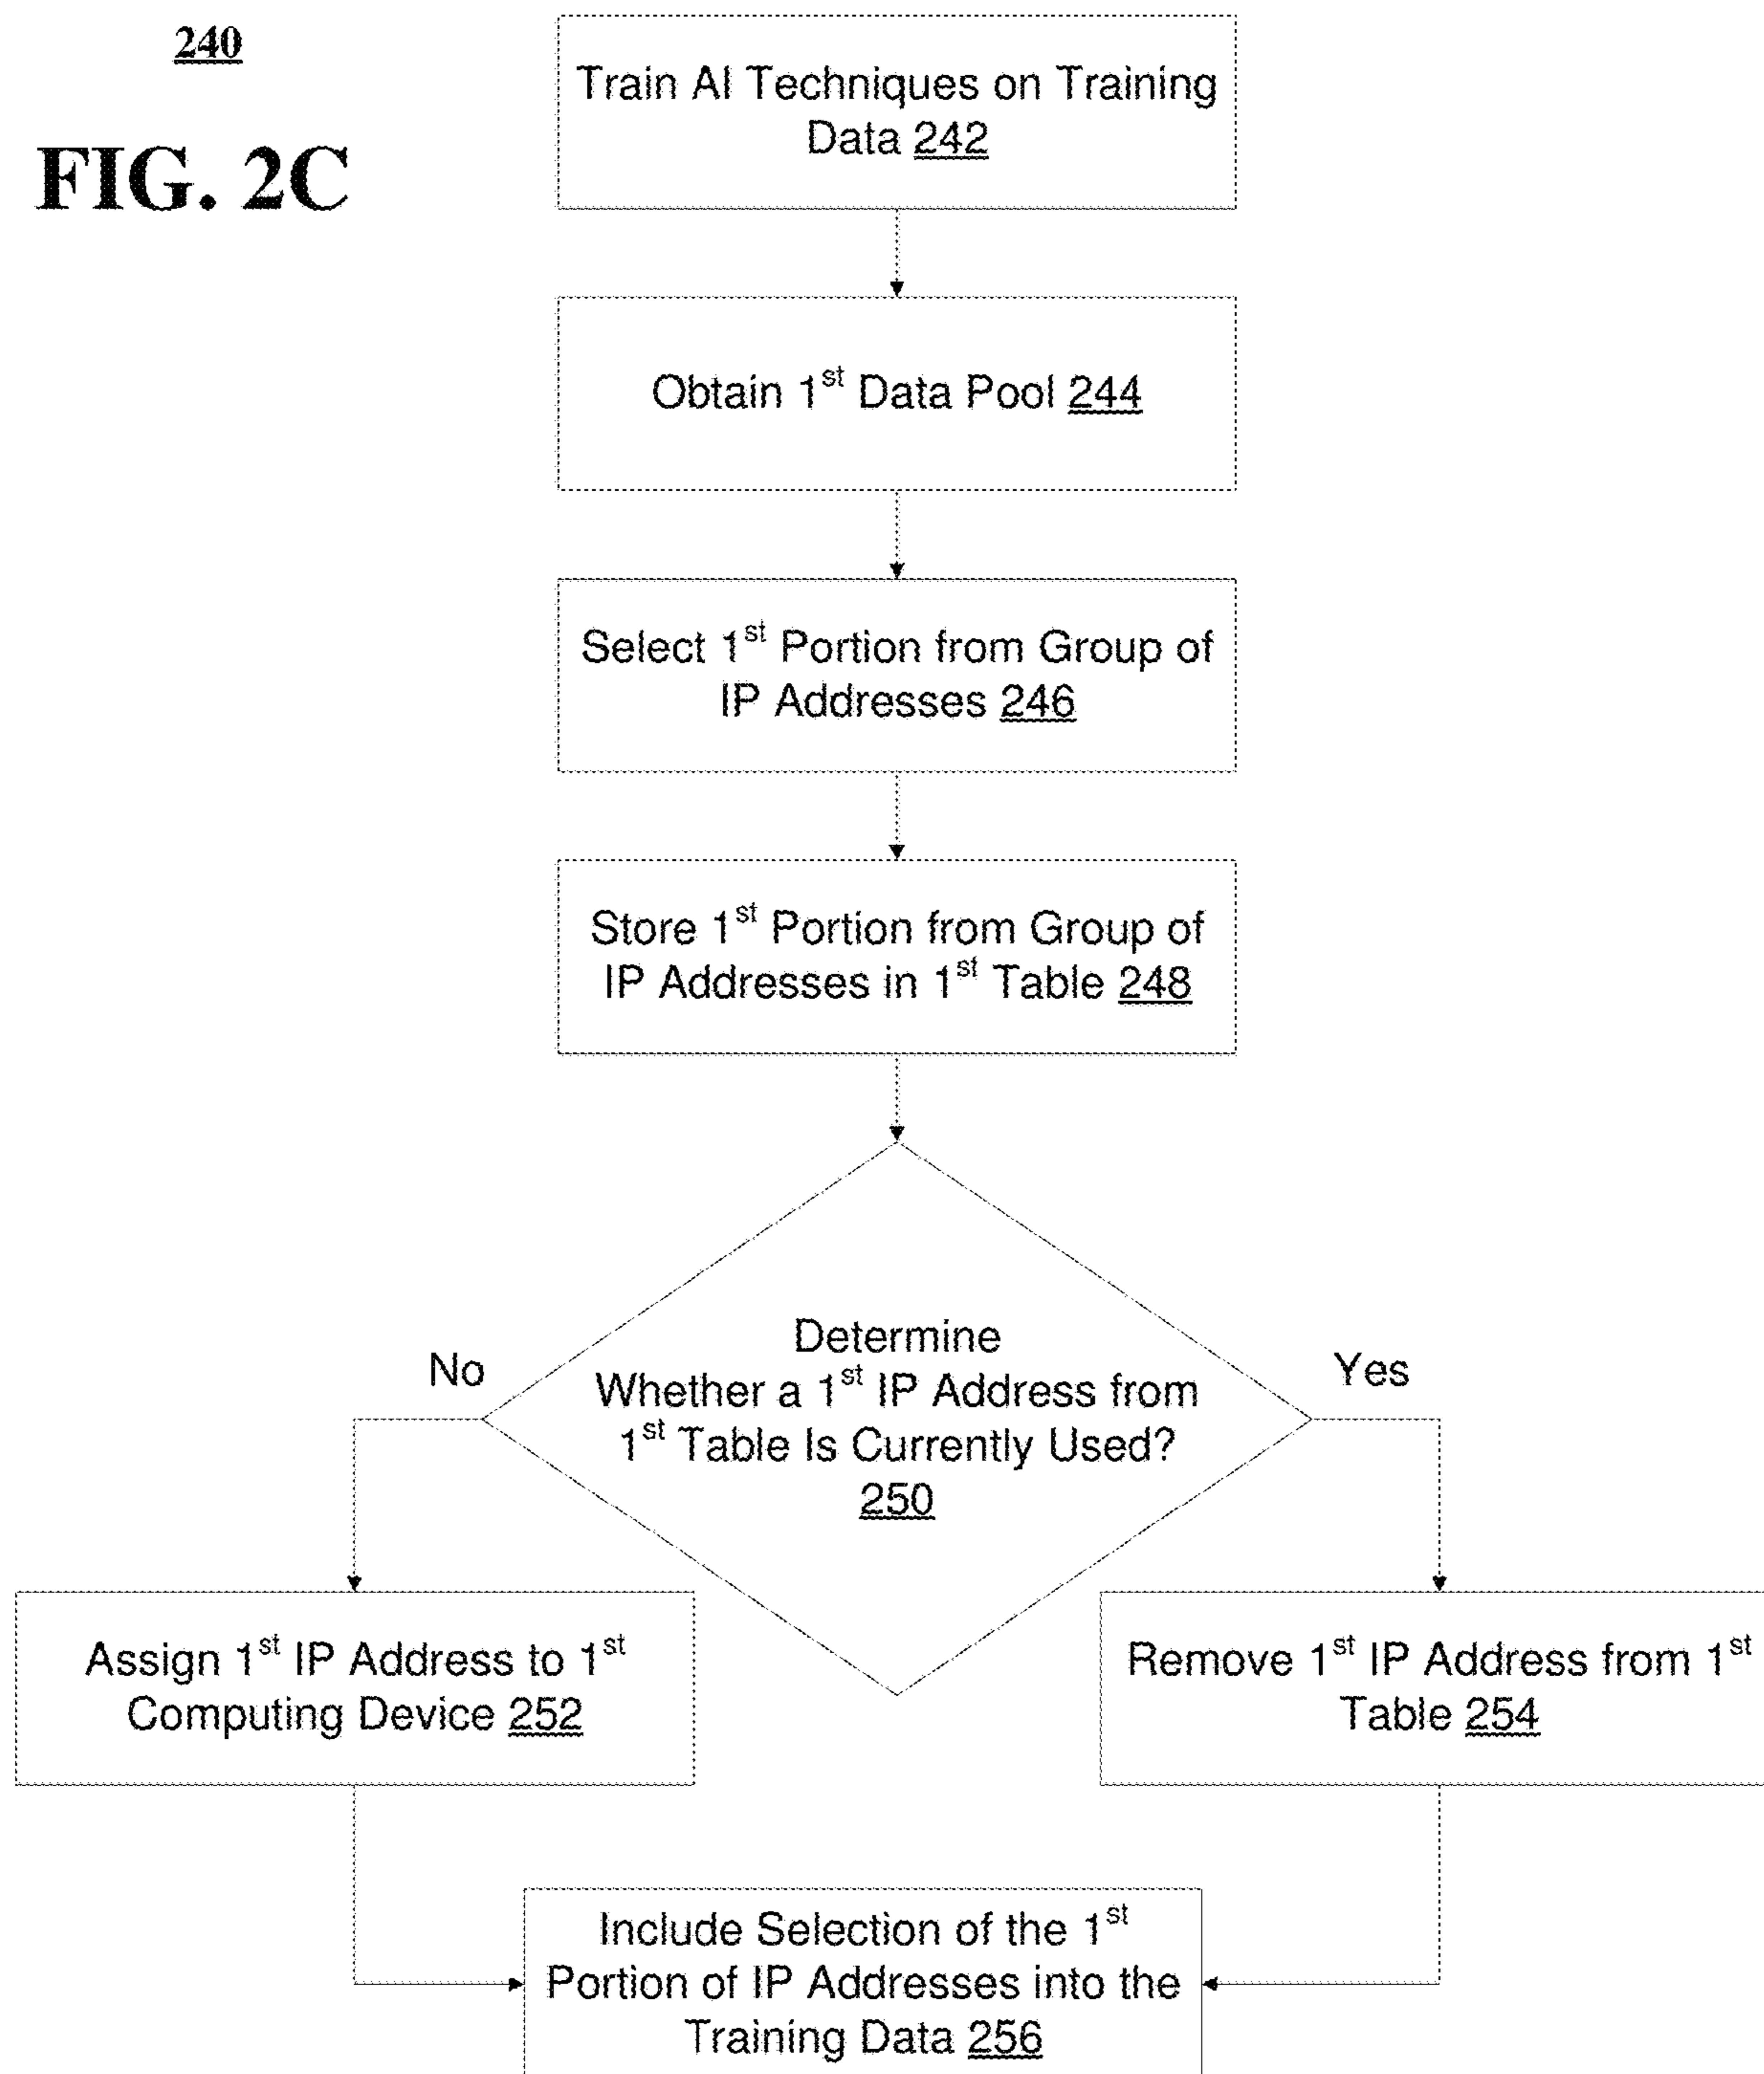 240
FIG. 2C
Train AI Techniques on Training
Data 242
Obtain 1st Data Pool 244
Select 1st Portion from Group of
IP Addresses 246
Store 1st Portion from Group of
IP Addresses in 1st Table 248
Determine
Whether a 1st IP Address from
1st Table Is Currently Used?
250
No
Yes
Assign 1st IP Address to 1st
Computing Device 252
Remove 1st IP Address from 1st
Table 254
Include Selection of the 1st
Portion of IP Addresses into the
Training Data 256